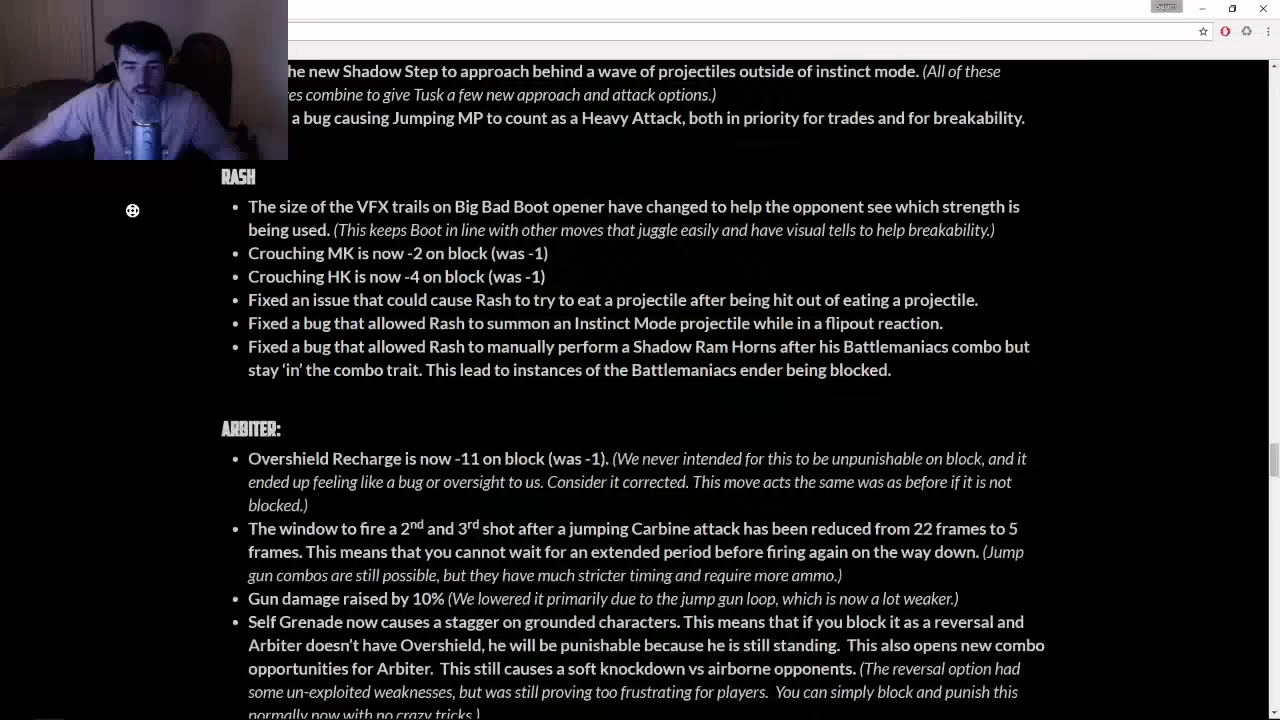 Sajam
he new Shadow Step to approach behind a wave of projectiles outside of instinct mode. (All of these
res combine to give Tusk a few new approach and attack options.)
a bug causing Jumping MP to count as a Heavy Attack, both in priority for trades and for breakability.
RASH
• The size of the VFX trails on Big Bad Boot opener have changed to help the opponent see which strength is
being used. (This keeps Boot in line with other moves that juggle easily and have visual tells to help breakability.)
• Crouching MK is now -2 on block (was -1)
• Crouching HK is now -4 on block (was -1)
• Fixed an issue that could cause Rash to try to eat a projectile after being hit out of eating a projectile.
• Fixed a bug that allowed Rash to summon an Instinct Mode projectile while in a flipout reaction.
• Fixed a bug that allowed Rash to manually perform a Shadow Ram Horns after his Battlemaniacs combo but
stay ‘in’ the combo trait. This lead to instances of the Battlemaniacs ender being blocked.
ARBITER:
• Overshield Recharge is now -11 on block (was -1). (We never intended for this to be unpunishable on block, and it
ended up feeling like a bug or oversight to us. Consider it corrected. This move acts the same was as before if it is not
blocked.)
• The window to fire a 2nd and 3rd shot after a jumping Carbine attack has been reduced from 22 frames to 5
frames. This means that you cannot wait for an extended period before firing again on the way down. (Jump
gun combos are still possible, but they have much stricter timing and require more ammo.)
• Gun damage raised by 10% (We lowered it primarily due to the jump gun loop, which is now a lot weaker.)
• Self Grenade now causes a stagger on grounded characters. This means that if you block it as a reversal and
Arbiter doesn’t have Overshield, he will be punishable because he is still standing. This also opens new combo
opportunities for Arbiter. This still causes a soft knockdown vs airborne opponents. (The reversal option had
some un-exploited weaknesses, but was still proving too frustrating for players. You can simply block and punish this
normally now with no crazy tricks.)